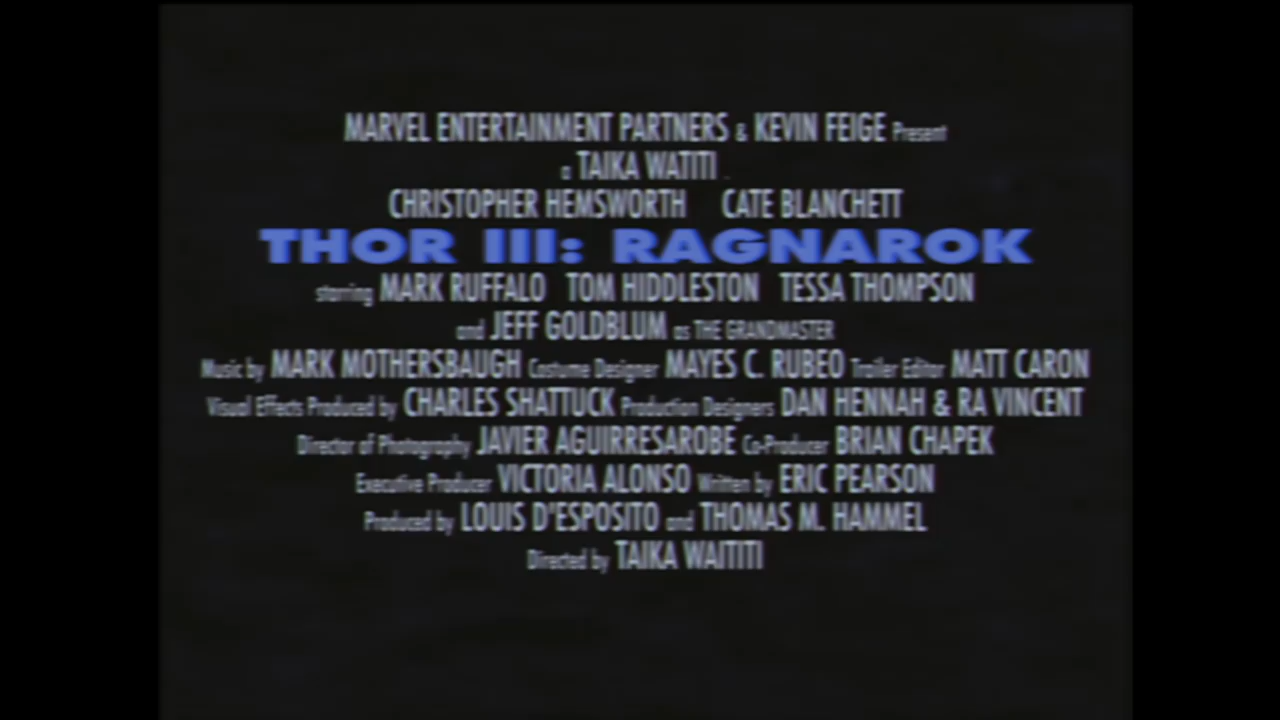 MARVEL ENTERTAINMENT PARTNERS & KEVIN FEIGE Present
a TAIKA WATITI
CHRISTOPHER HEMSWORTH CATE BLANCHETT
THOR III: RAGNAROK
starring MARK RUFFALO TOM HIDDLESTON TESSA THOMPSON
and JEFF GOLDBLUM as THE GRANDMASTER
Music by MARK MOTHERSBAUGH Costume Designer MAYES C. RUBEO Trailer Editor MATT CARON
Visual Effects Produced by CHARLES SHATTUCK Production Designers DAN HENNAH & RA VINCENT
Director of Photography JAVIER AGUIRRESAROBE Co-Producer BRIAN CHAPEK
Executive Producer VICTORIA ALONSO Written by ERIC PEARSON
Produced by LOUIS D'ESPOSITO and THOMAS M. HAMMEL
Directed by TAIKA WAITITI